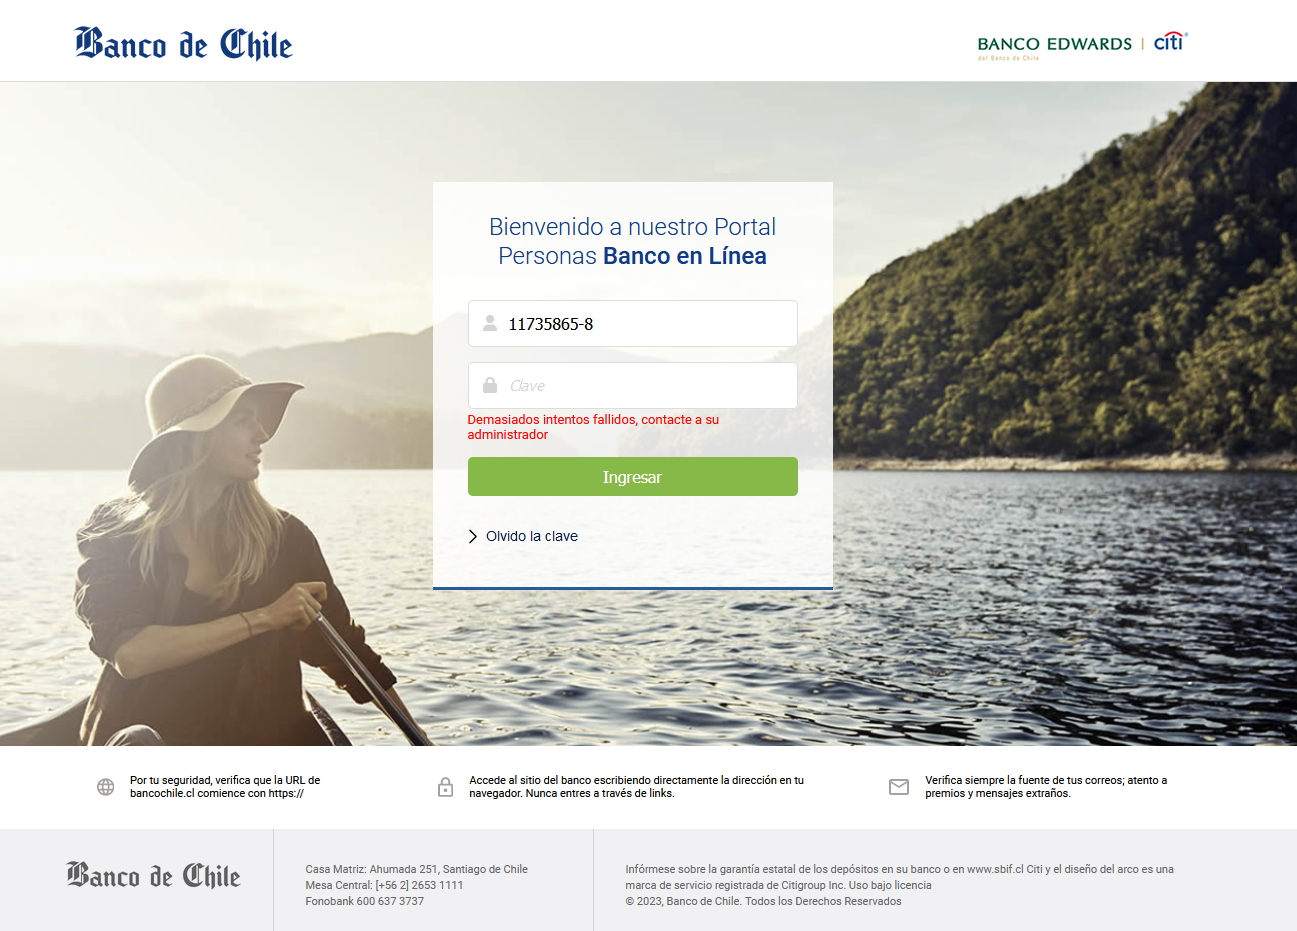 Banco de Chile
BANCO EDWARDS | citi
del Banco de Chile
Bienvenido a nuestro Portal
Personas Banco en Línea
11735865-8
Clave
Demasiados intentos fallidos, contacte a su
administrador
Ingresar
Olvido la clave
Por tu seguridad, verifica que la URL de
bancochile.cl comience con https://
Accede al sitio del banco escribiendo directamente la dirección en tu
navegador. Nunca entres a través de links.
Verifica siempre la fuente de tus correos; atento a
premios y mensajes extraños.
Banco de Chile
Casa Matriz: Ahumada 251, Santiago de Chile
Mesa Central: [+56 2] 2653 1111
Fonobank 600 637 3737
Infórmese sobre la garantía estatal de los depósitos en su banco o en www.sbif.cl Citi y el diseño del arco es una
marca de servicio registrada de Citigroup Inc. Uso bajo licencia
© 2023, Banco de Chile. Todos los Derechos Reservados